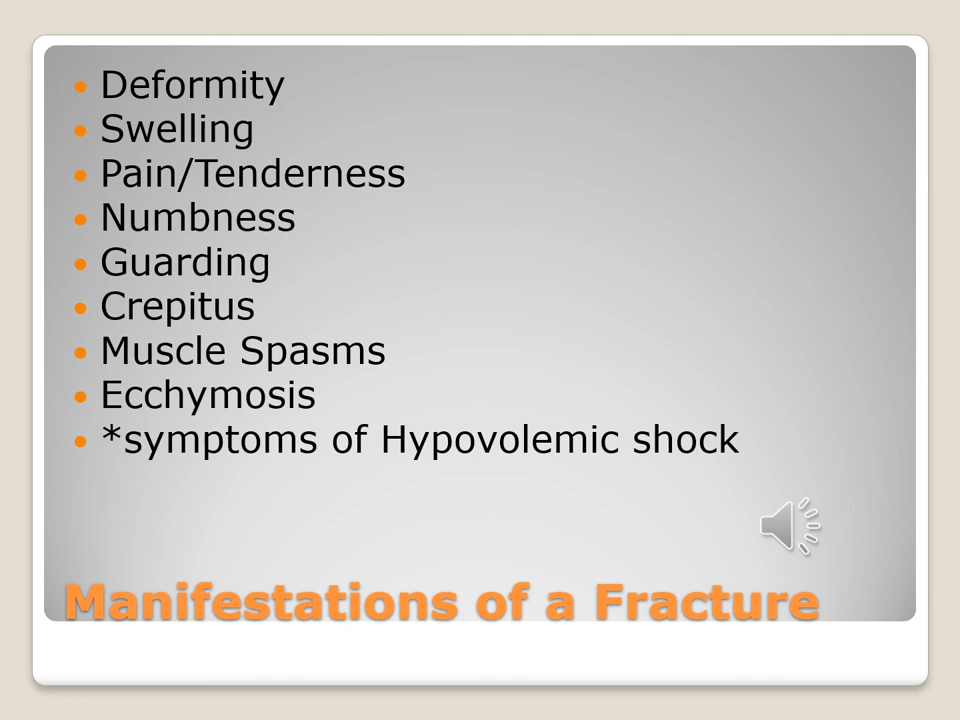 Deformity
Swelling
Pain/Tenderness
Numbness
Guarding
Crepitus
Muscle Spasms
Ecchymosis
*symptoms of Hypovolemic shock
Manifestations of a Fracture